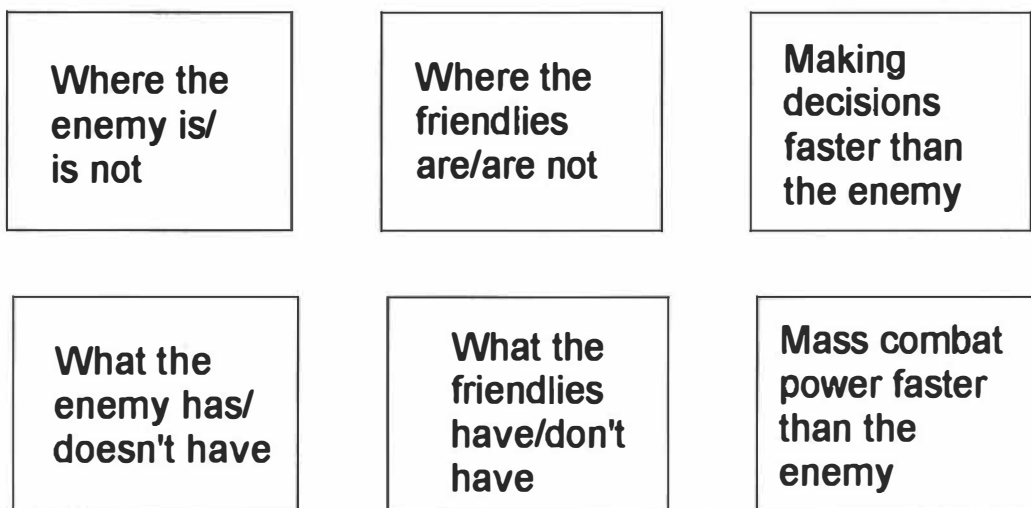 Where the
enemy is/
is not
Where the
friendlies
are/are not
Making
decisions
faster than
the enemy
What the
enemy has/
doesn't have
What the
friendlies
have/don't
have
Mass combat
power faster
than the
enemy